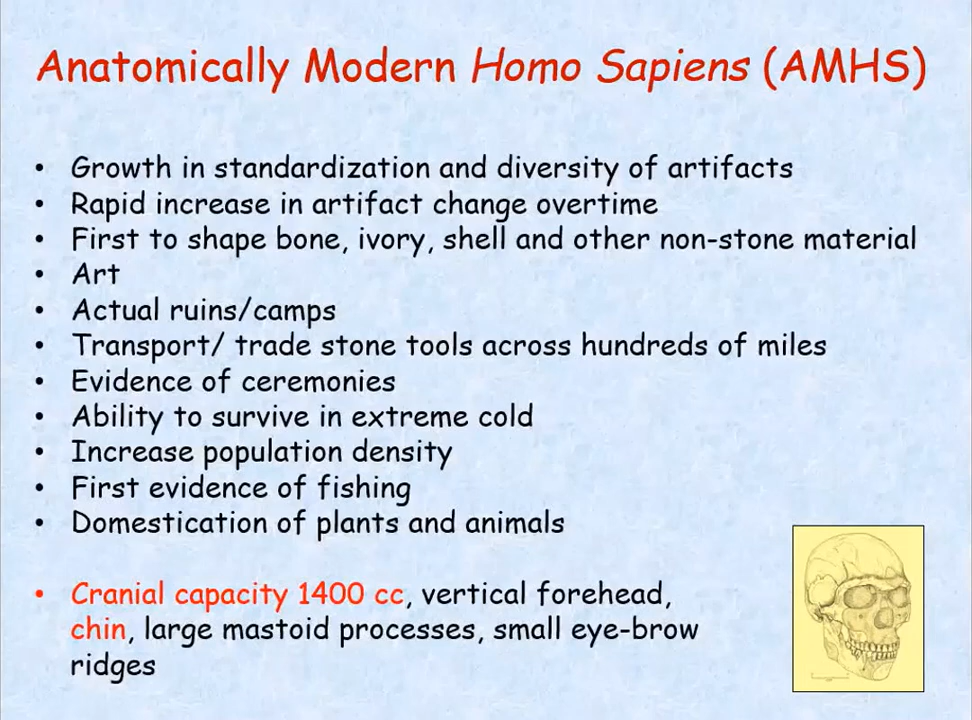 Anatomically Modern Homo Sapiens (AMHS)
• Growth in standardization and diversity of artifacts
• Rapid increase in artifact change overtime
• First to shape bone, ivory, shell and other non-stone material
• Art
• Actual ruins/camps
• Transport/ trade stone tools across hundreds of miles
• Evidence of ceremonies
• Ability to survive in extreme cold
• Increase population density
• First evidence of fishing
• Domestication of plants and animals
• Cranial capacity 1400 cc, vertical forehead,
chin, large mastoid processes, small eye-brow
ridges